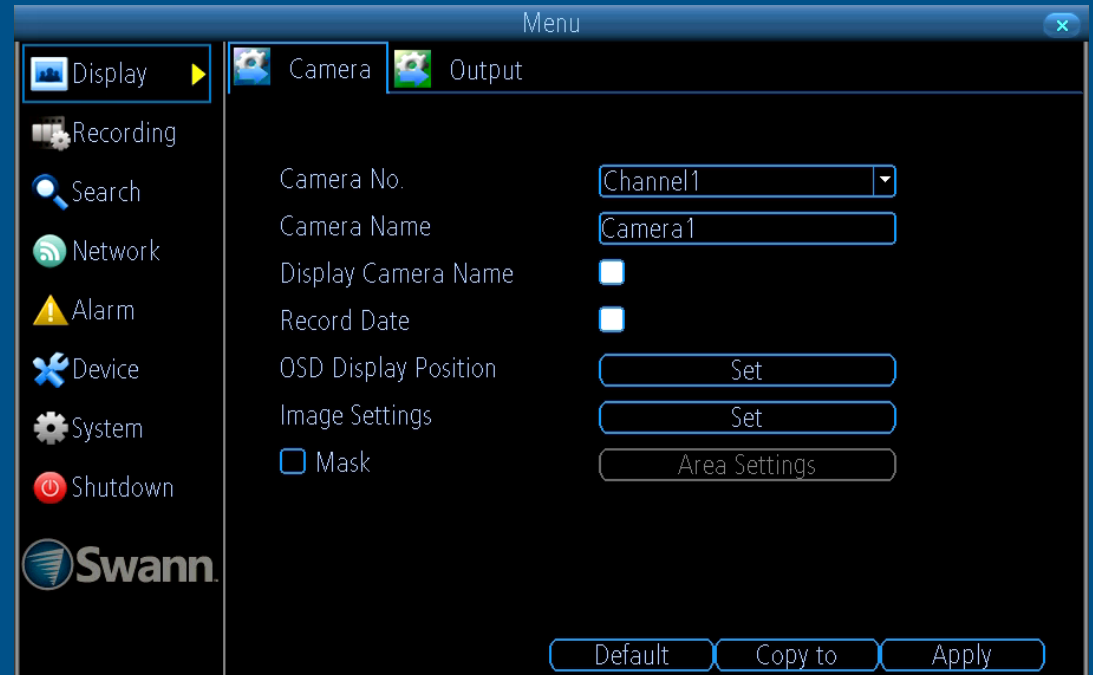 Menu
Display
Recording
Search
Network
Alarm
Device
System
Shutdown
Swann
Camera Output
Camera No. Channel1
Camera Name Camera1
Display Camera Name
Record Date
OSD Display Position Set
Image Settings Set
Mask Area Settings
Default Copy to Apply